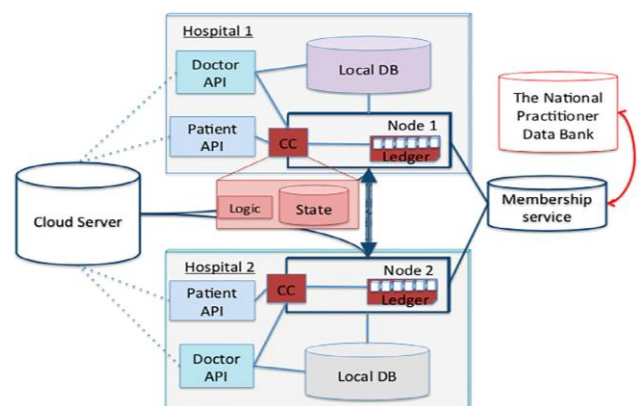 Hospital 1
Doctor
API
Local DB
Patient
API
CC
Node 1
Ledger
The National
Practitioner
Data Bank
Logic
State
Cloud Server
Membership
service
Hospital 2
Patient
API
CC
Node 2
Ledger
Doctor
API
Local DB